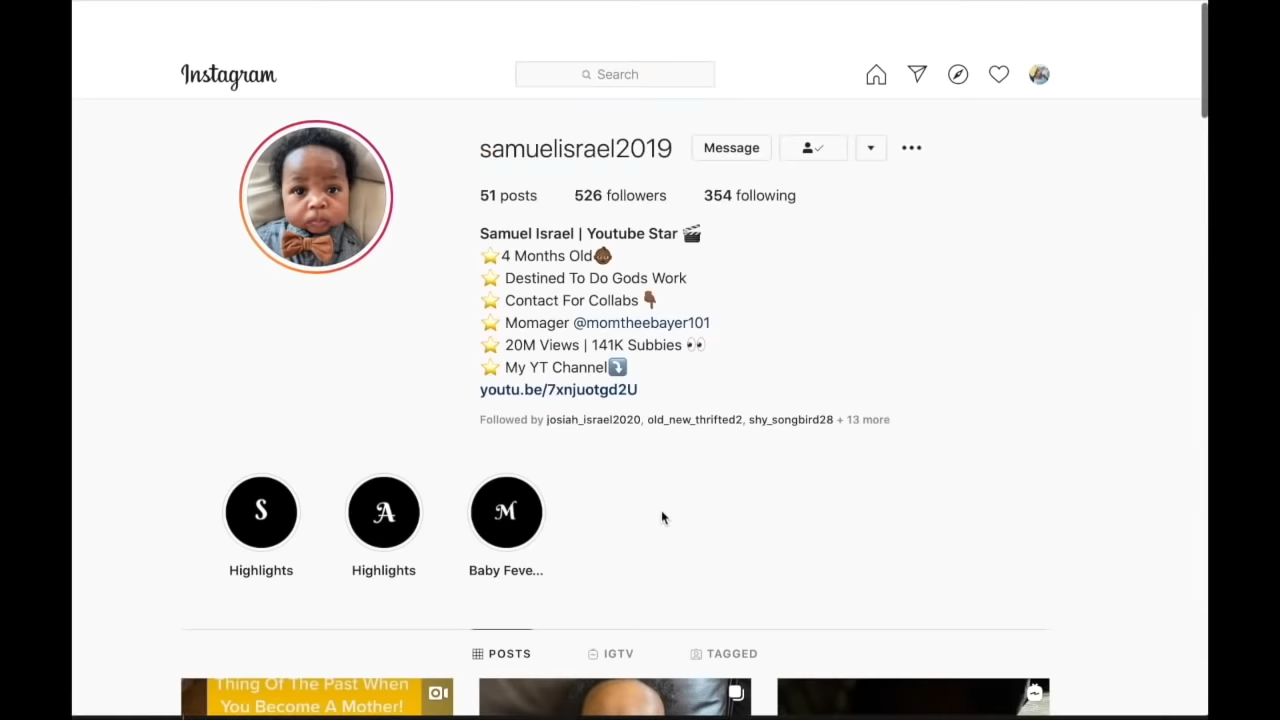 Instagram
Search
samuelisrael2019 Message
51 posts 526 followers 354 following
Samuel Israel | Youtube Star 🎬
⭐4 Months Old👶🏿
⭐ Destined To Do Gods Work
⭐ Contact For Collabs 👇🏿
⭐ Momager @momtheebayer101
⭐ 20M Views | 141K Subbies 👀
⭐ My YT Channel⤵️
youtu.be/7xnjuotgd2U
Followed by josiah_israel2020, old_new_thrifted2, shy_songbird28 + 13 more
S A M
Highlights Highlights Baby Feve...
POSTS IGTV TAGGED
Thing Of The Past When
You Become A Mother!